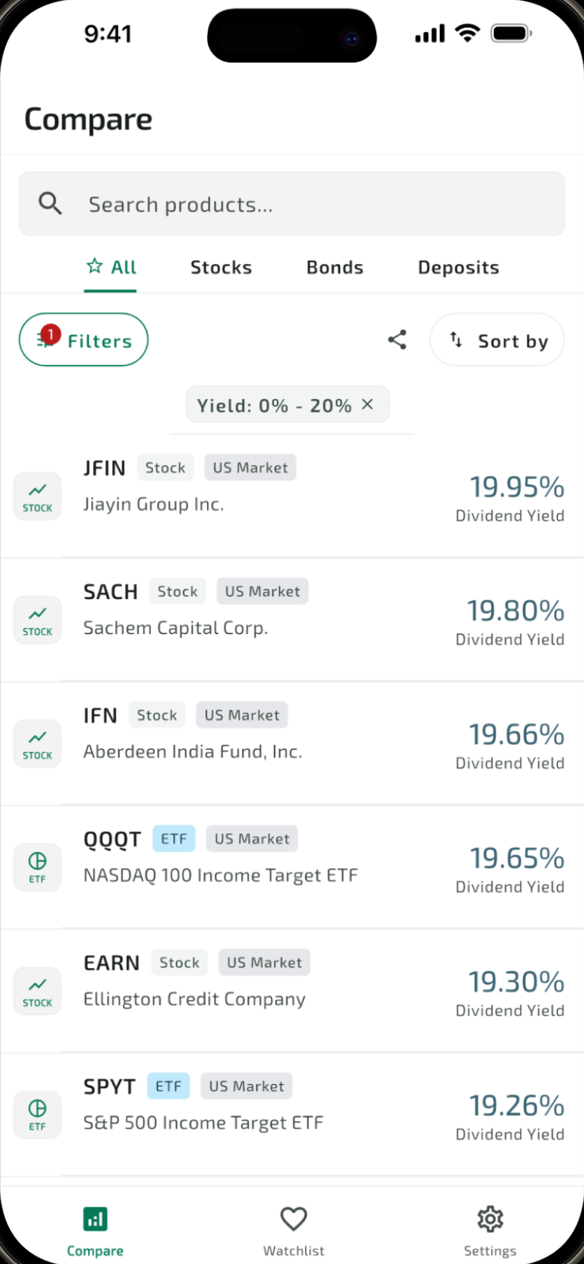 9:41
Compare
Search products...
All Stocks Bonds Deposits
1 Filters Sort by
Yield: 0% - 20% ×
JFIN Stock US Market
Jiayin Group Inc.
STOCK
19.95%
Dividend Yield
SACH Stock US Market
Sachem Capital Corp.
STOCK
19.80%
Dividend Yield
IFN Stock US Market
Aberdeen India Fund, Inc.
STOCK
19.66%
Dividend Yield
QQQT ETF US Market
NASDAQ 100 Income Target ETF
ETF
19.65%
Dividend Yield
EARN Stock US Market
Ellington Credit Company
STOCK
19.30%
Dividend Yield
SPYT ETF US Market
S&P 500 Income Target ETF
ETF
19.26%
Dividend Yield
Compare Watchlist Settings